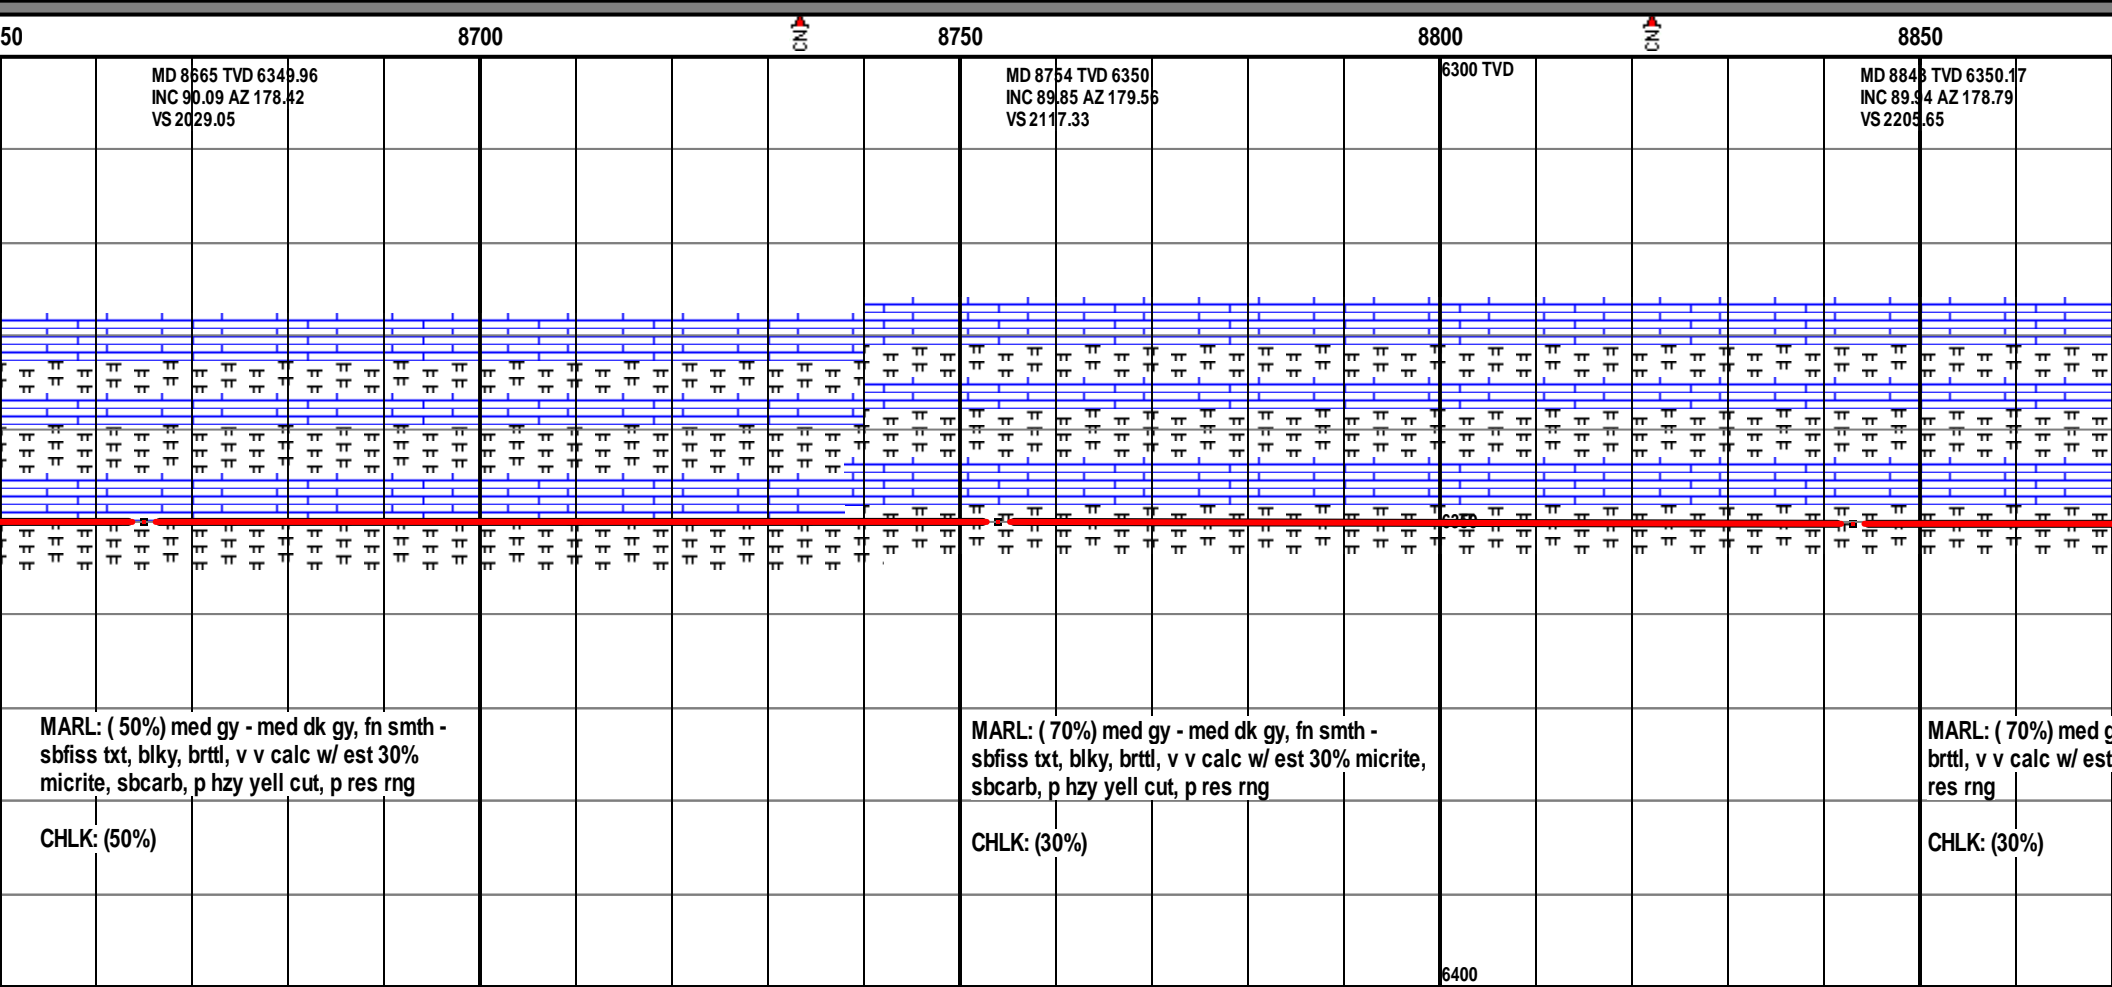 50 8700 CN 8750 8800 CN 8850
MD 8665 TVD 6349.96
INC 90.09 AZ 178.42
VS 2029.05
MD 8754 TVD 6350
INC 89.85 AZ 179.56
VS 2117.33
6300 TVD
MD 8843 TVD 6350.17
INC 89.94 AZ 178.79
VS 2205.65
6350
MARL: ( 50%) med gy - med dk gy, fn smth -
sbfiss txt, blky, brttl, v v calc w/ est 30%
micrite, sbcarb, p hzy yell cut, p res rng
CHLK: (50%)
MARL: ( 70%) med gy - med dk gy, fn smth -
sbfiss txt, blky, brttl, v v calc w/ est 30% micrite,
sbcarb, p hzy yell cut, p res rng
CHLK: (30%)
MARL: ( 70%) med g
brttl, v v calc w/ est
res rng
CHLK: (30%)
6400